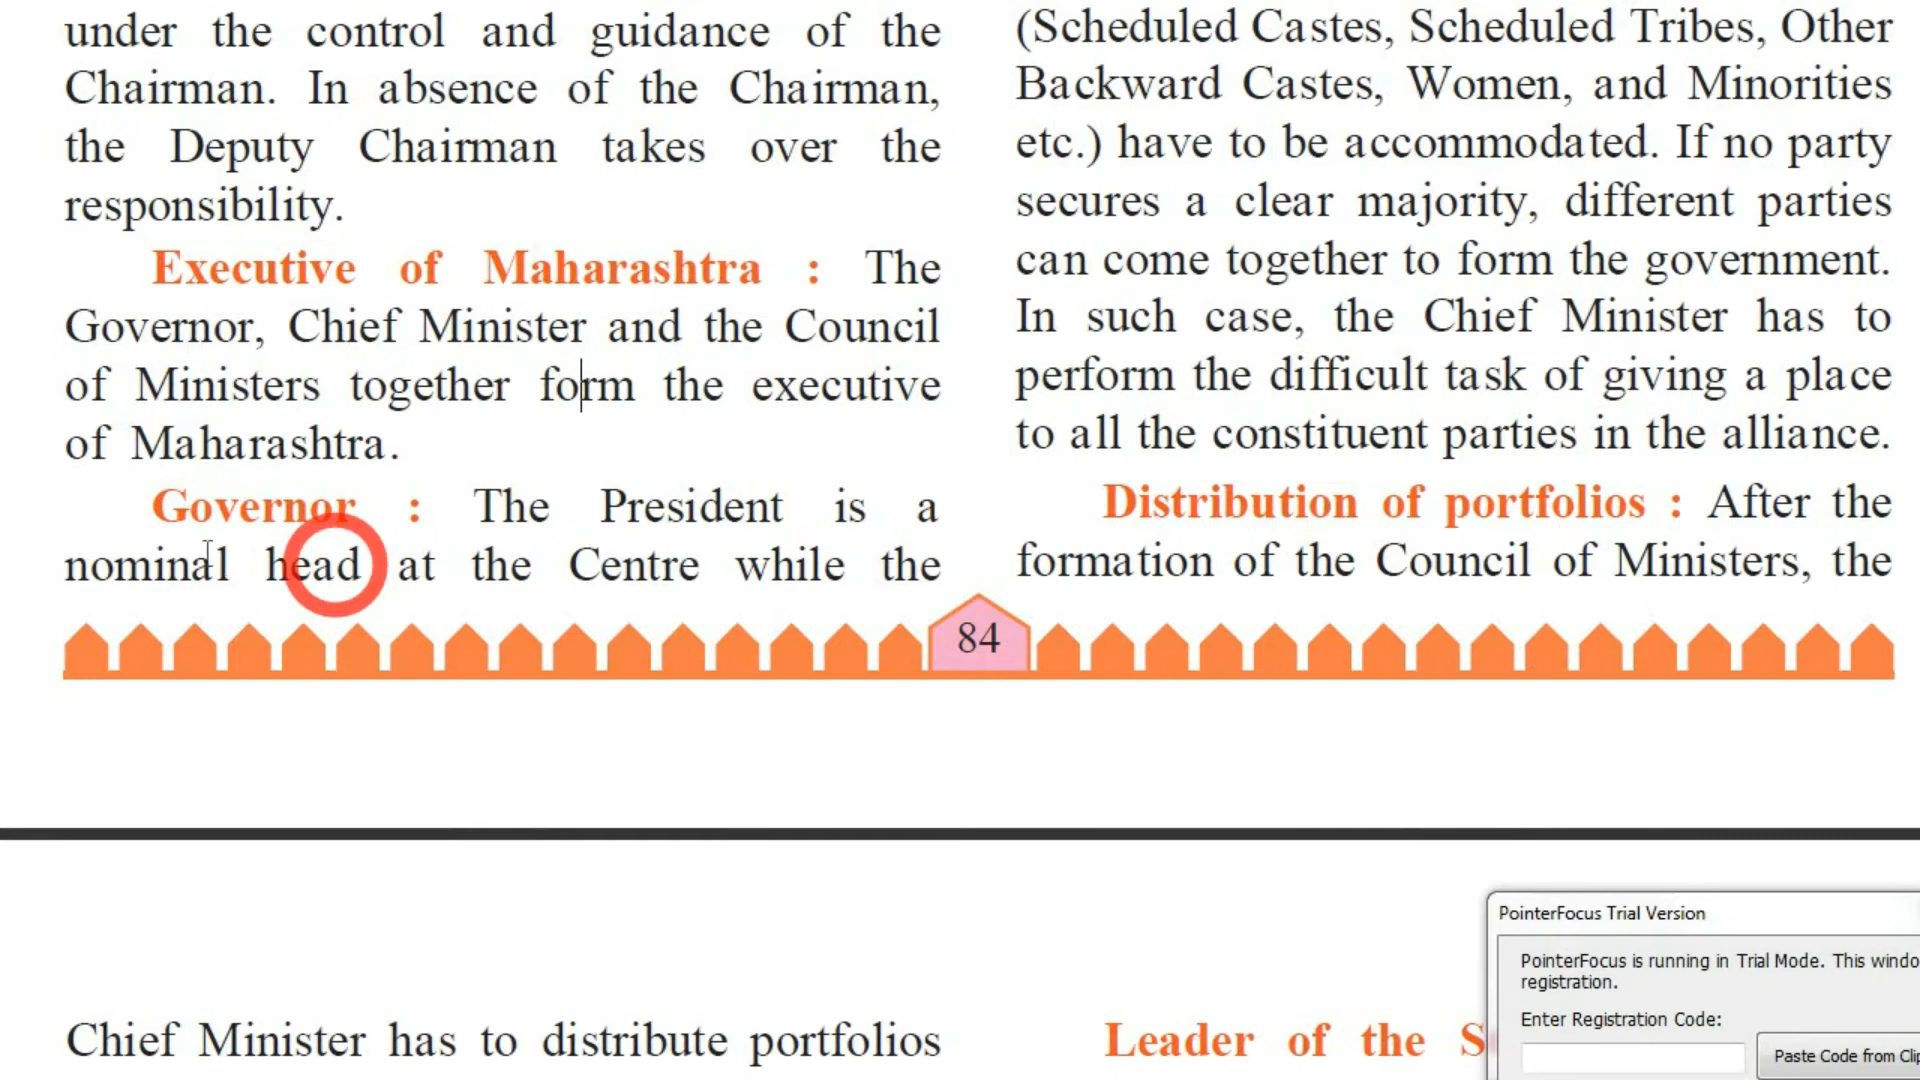 under the control and guidance of the
Chairman. In absence of the Chairman,
the Deputy Chairman takes over the
responsibility.
Executive of Maharashtra : The
Governor, Chief Minister and the Council
of Ministers together form the executive
of Maharashtra.
Governor : The President is a
nominal head at the Centre while the
(Scheduled Castes, Scheduled Tribes, Other
Backward Castes, Women, and Minorities
etc.) have to be accommodated. If no party
secures a clear majority, different parties
can come together to form the government.
In such case, the Chief Minister has to
perform the difficult task of giving a place
to all the constituent parties in the alliance.
Distribution of portfolios : After the
formation of the Council of Ministers, the
84
Chief Minister has to distribute portfolios
Leader of the
PointerFocus Trial Version
PointerFocus is running in Trial Mode. This
registration.
Enter Registration Code:
Paste Code from